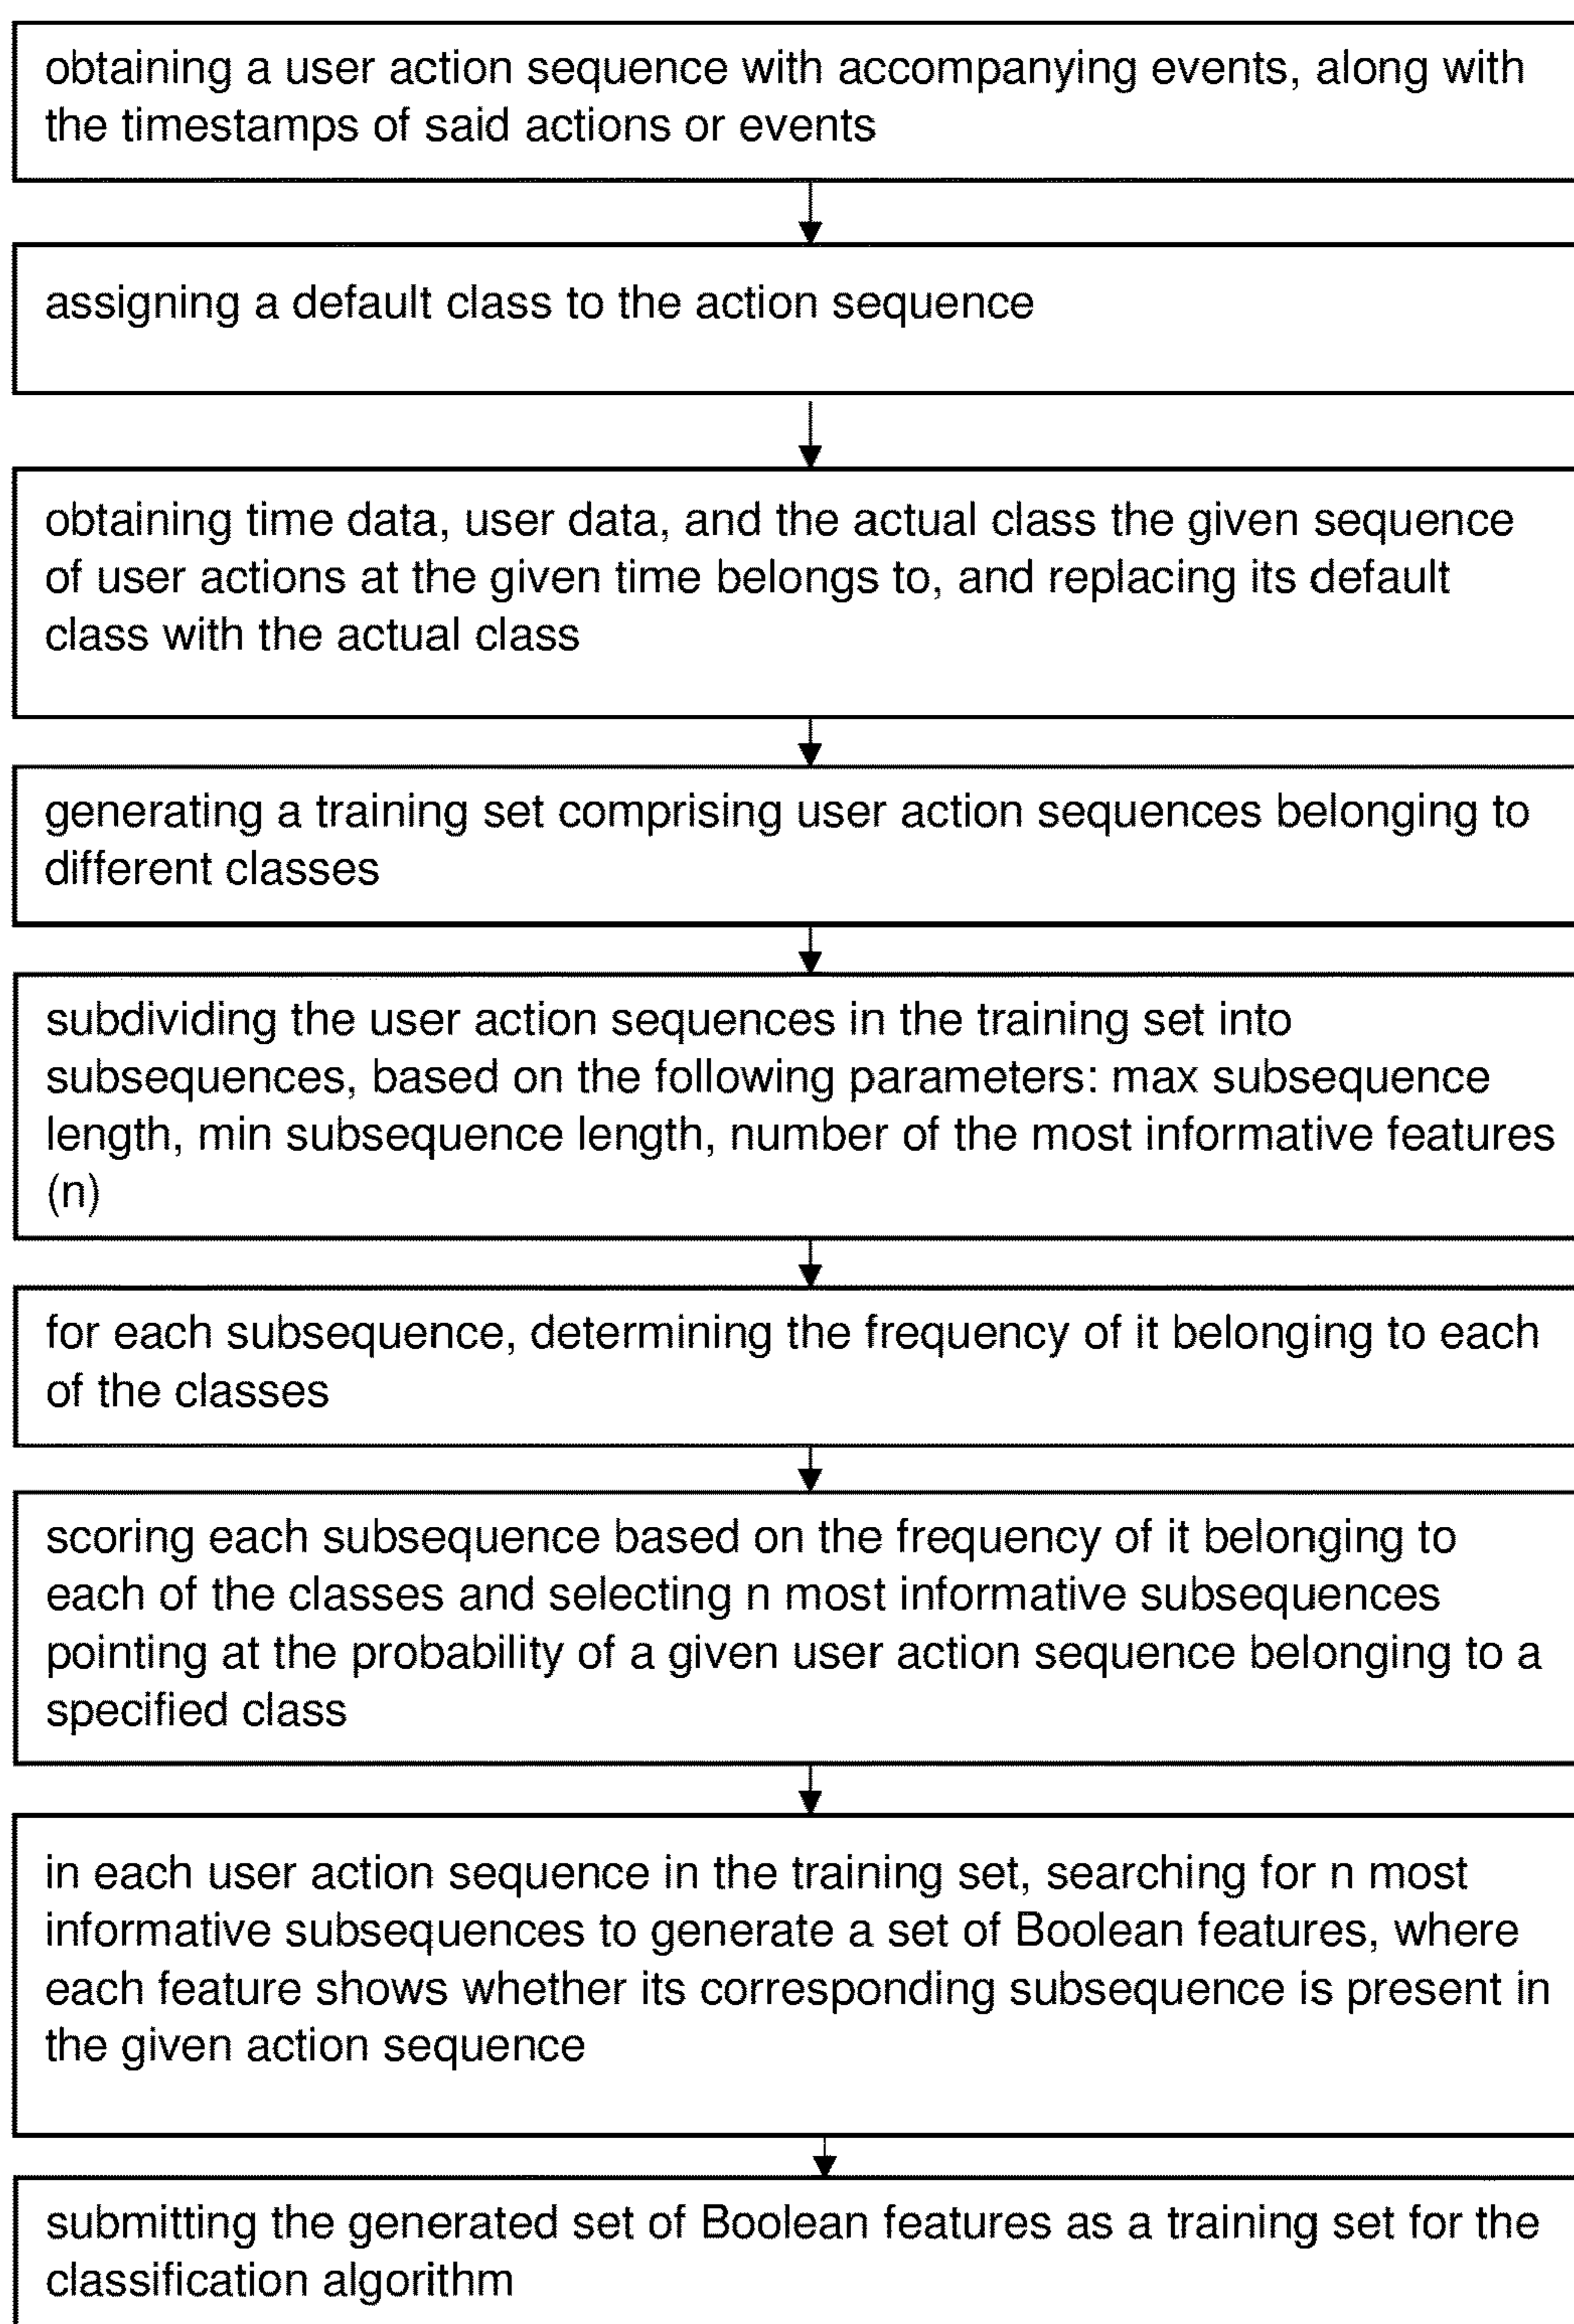 obtaining a user action sequence with accompanying events, along with
the timestamps of said actions or events
assigning a default class to the action sequence
obtaining time data, user data, and the actual class the given sequence
of user actions at the given time belongs to, and replacing its default
class with the actual class
generating a training set comprising user action sequences belonging to
different classes
subdividing the user action sequences in the training set into
subsequences, based on the following parameters: max subsequence
length, min subsequence length, number of the most informative features
(n)
for each subsequence, determining the frequency of it belonging to each
of the classes
scoring each subsequence based on the frequency of it belonging to
each of the classes and selecting n most informative subsequences
pointing at the probability of a given user action sequence belonging to a
specified class
in each user action sequence in the training set, searching for n most
informative subsequences to generate a set of Boolean features, where
each feature shows whether its corresponding subsequence is present in
the given action sequence
submitting the generated set of Boolean features as a training set for the
classification algorithm